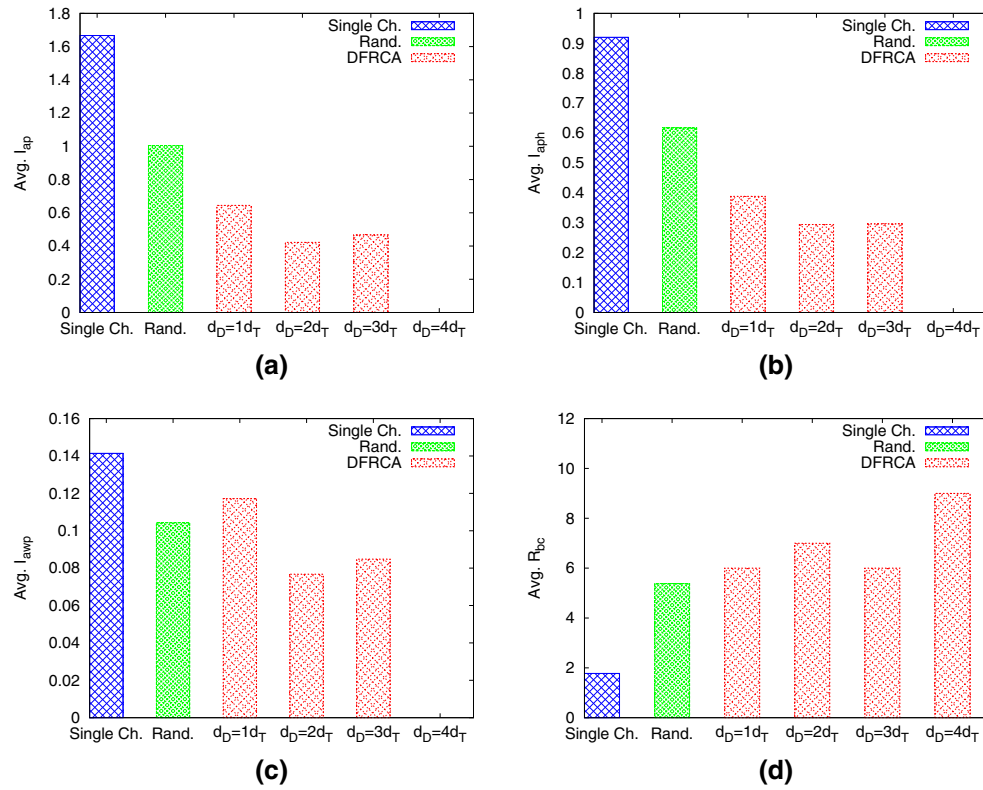 Avg. I_ap
1.8
1.6
1.4
1.2
1
0.8
0.6
0.4
0.2
0
Single Ch.
Rand.
DFRCA
Single Ch. Rand. d_D=1d_T d_D=2d_T d_D=3d_T d_D=4d_T
(a)
Avg. I_aph
1
0.9
0.8
0.7
0.6
0.5
0.4
0.3
0.2
0.1
0
Single Ch.
Rand.
DFRCA
Single Ch. Rand. d_D=1d_T d_D=2d_T d_D=3d_T d_D=4d_T
(b)
Avg. I_awp
0.16
0.14
0.12
0.1
0.08
0.06
0.04
0.02
0
Single Ch.
Rand.
DFRCA
Single Ch. Rand. d_D=1d_T d_D=2d_T d_D=3d_T d_D=4d_T
(c)
Avg. R_bc
12
10
8
6
4
2
0
Single Ch.
Rand.
DFRCA
Single Ch. Rand. d_D=1d_T d_D=2d_T d_D=3d_T d_D=4d_T
(d)